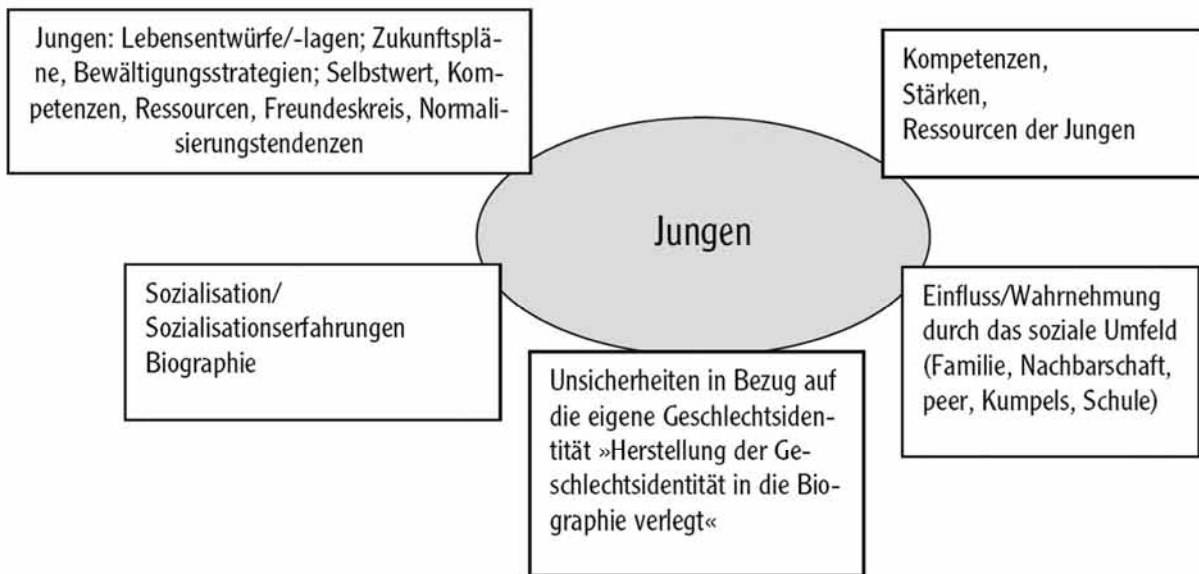 Jungen: Lebensentwürfe/-lagen; Zukunftsplä-
ne, Bewältigungsstrategien; Selbstwert, Kom-
petenzen, Ressourcen, Freundeskreis, Normali-
sierungstendenzen
Kompetenzen,
Stärken,
Ressourcen der Jungen
Jungen
Sozialisation/
Sozialisationserfahrungen
Biographie
Einfluss/Wahrnehmung
durch das soziale Umfeld
(Familie, Nachbarschaft,
peer, Kumpels, Schule)
Unsicherheiten in Bezug auf
die eigene Geschlechtsiden-
tität »Herstellung der Ge-
schlechtsidentität in die Bio-
graphie verlegt«